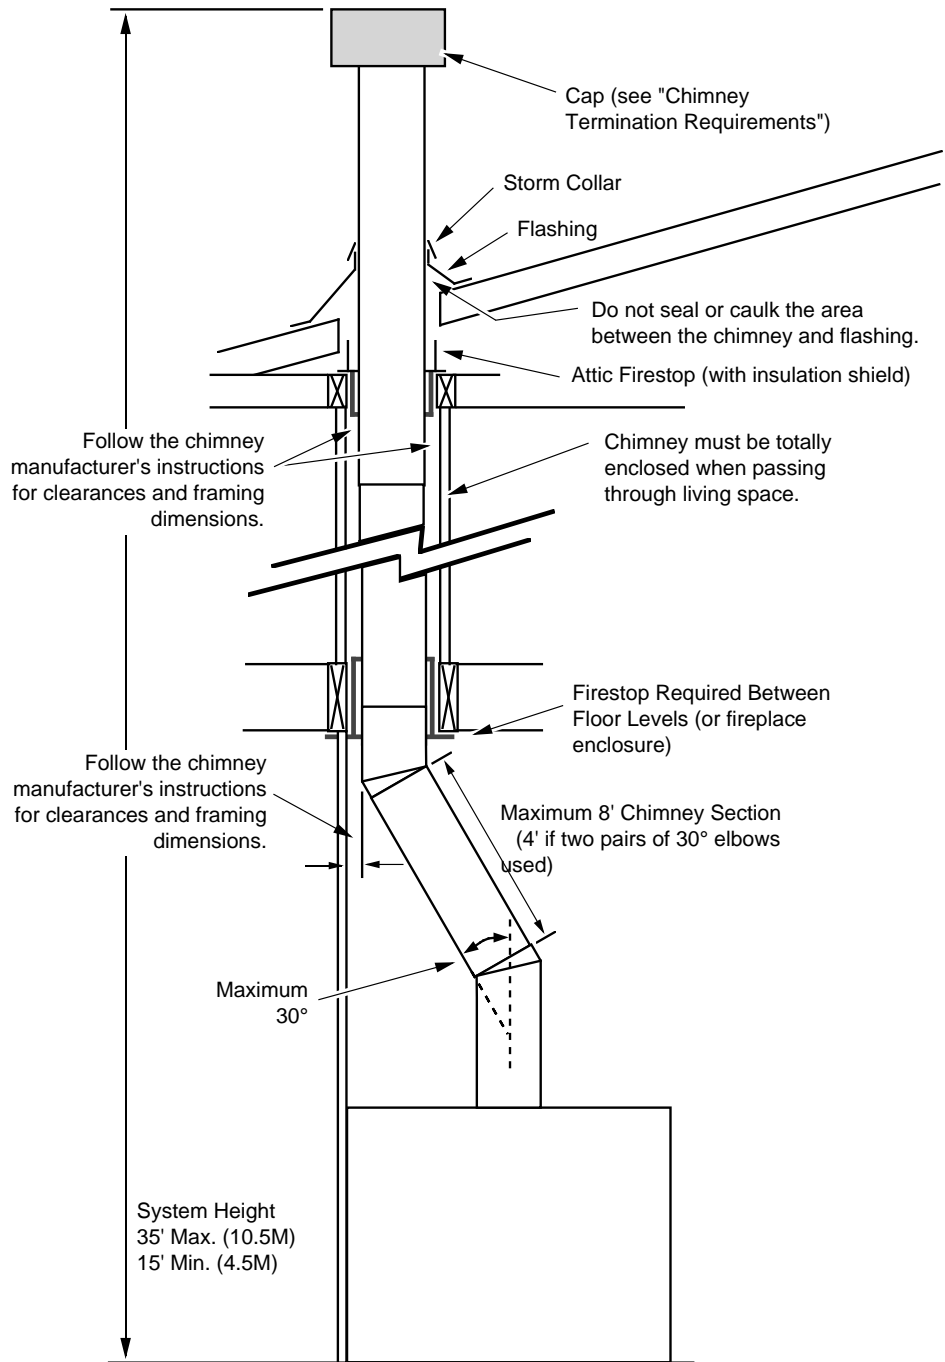 Cap (see "Chimney
Termination Requirements")
Storm Collar
Flashing
Do not seal or caulk the area
between the chimney and flashing.
Attic Firestop (with insulation shield)
Follow the chimney
manufacturer's instructions
for clearances and framing
dimensions.
Chimney must be totally
enclosed when passing
through living space.
Firestop Required Between
Floor Levels (or fireplace
enclosure)
Follow the chimney
manufacturer's instructions
for clearances and framing
dimensions.
Maximum 8' Chimney Section
(4' if two pairs of 30° elbows
used)
Maximum
30°
System Height
35' Max. (10.5M)
15' Min. (4.5M)